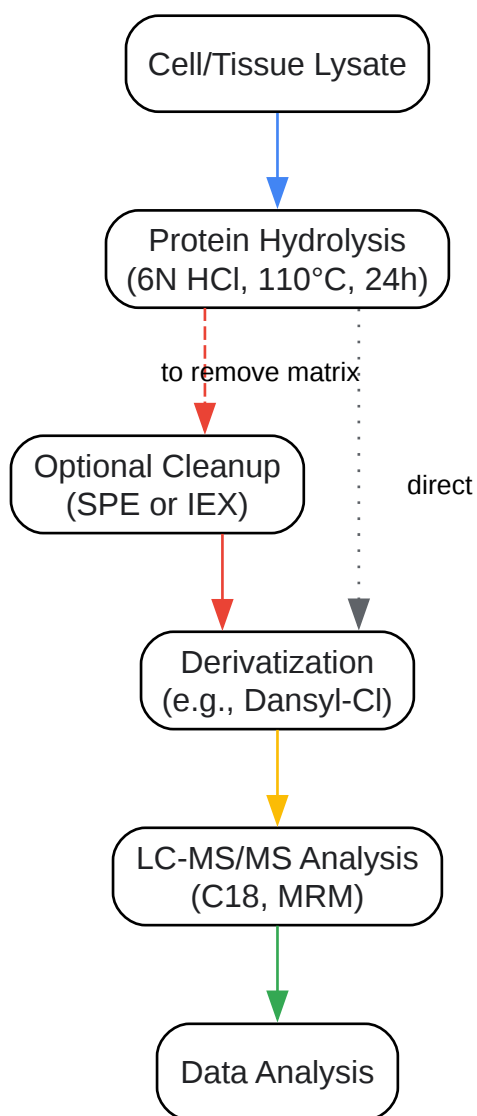 Cell/Tissue Lysate
Protein Hydrolysis
(6N HCl, 110°C, 24h)
to remove matrix
Optional Cleanup
(SPE or IEX)
direct
Derivatization
(e.g., Dansyl-Cl)
LC-MS/MS Analysis
(C18, MRM)
Data Analysis